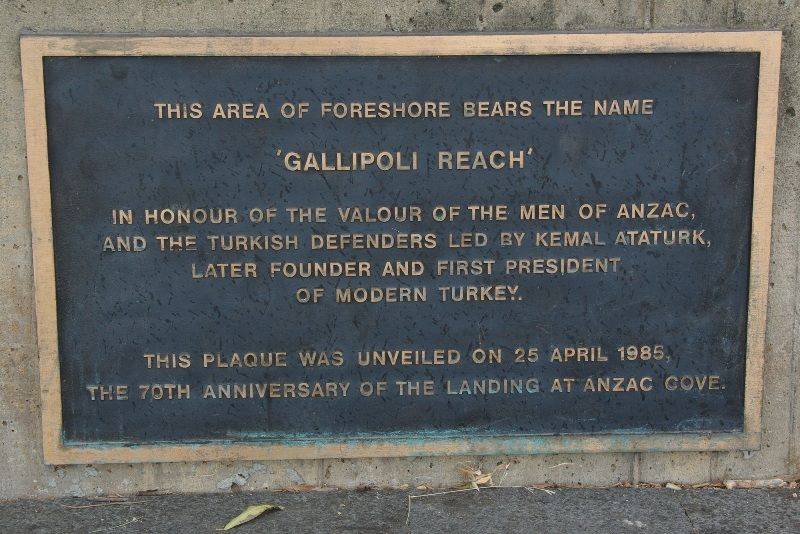 THIS AREA OF FORESHORE BEARS THE NAME
'GALLIPOLI REACH'
IN HONOUR OF THE VALOUR OF THE MEN OF ANZAC,
AND THE TURKISH DEFENDERS LED BY KEMAL ATATURK,
LATER FOUNDER AND FIRST PRESIDENT
OF MODERN TURKEY.
THIS PLAQUE WAS UNVEILED ON 25 APRIL 1985,
THE 70TH ANNIVERSARY OF THE LANDING AT ANZAC COVE.